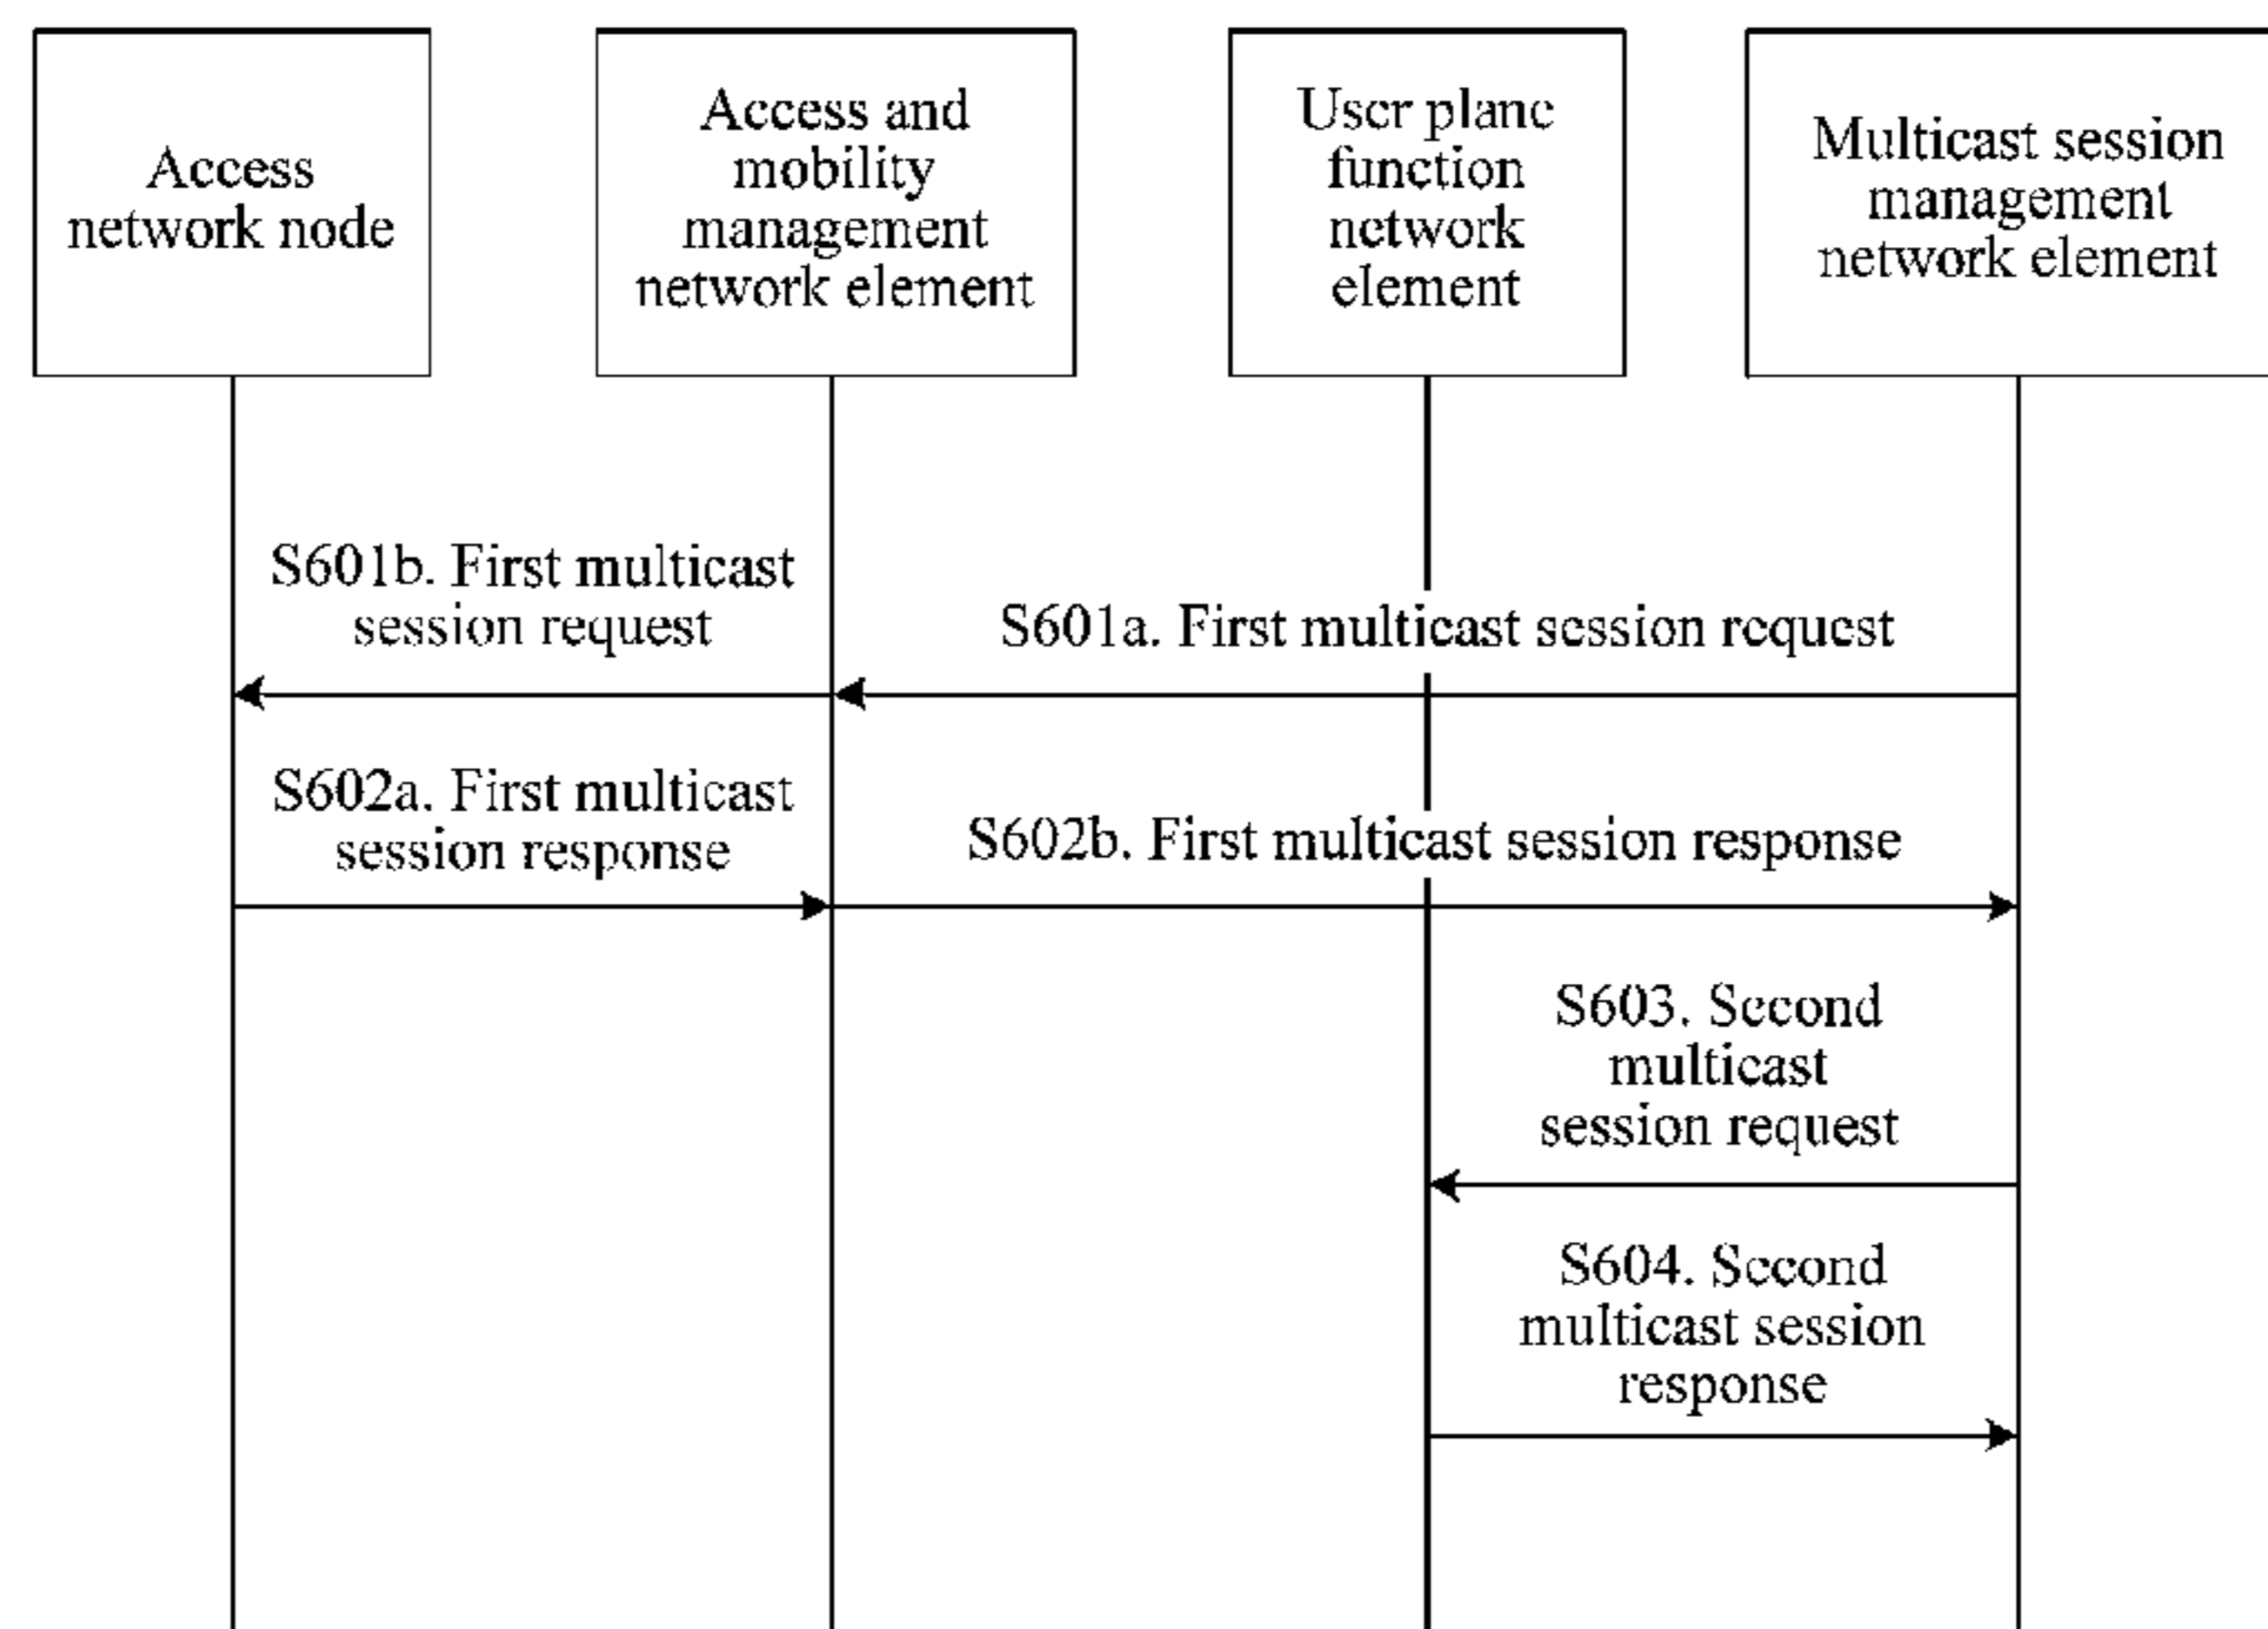 Access
network node
Access and
mobility
management
network element
User plane
function
network
element
Multicast session
management
network element
S601b. First multicast
session request
S601a. First multicast session request
S602a. First multicast
session response
S602b. First multicast session response
S603. Second
multicast
session request
S604. Second
multicast session
response